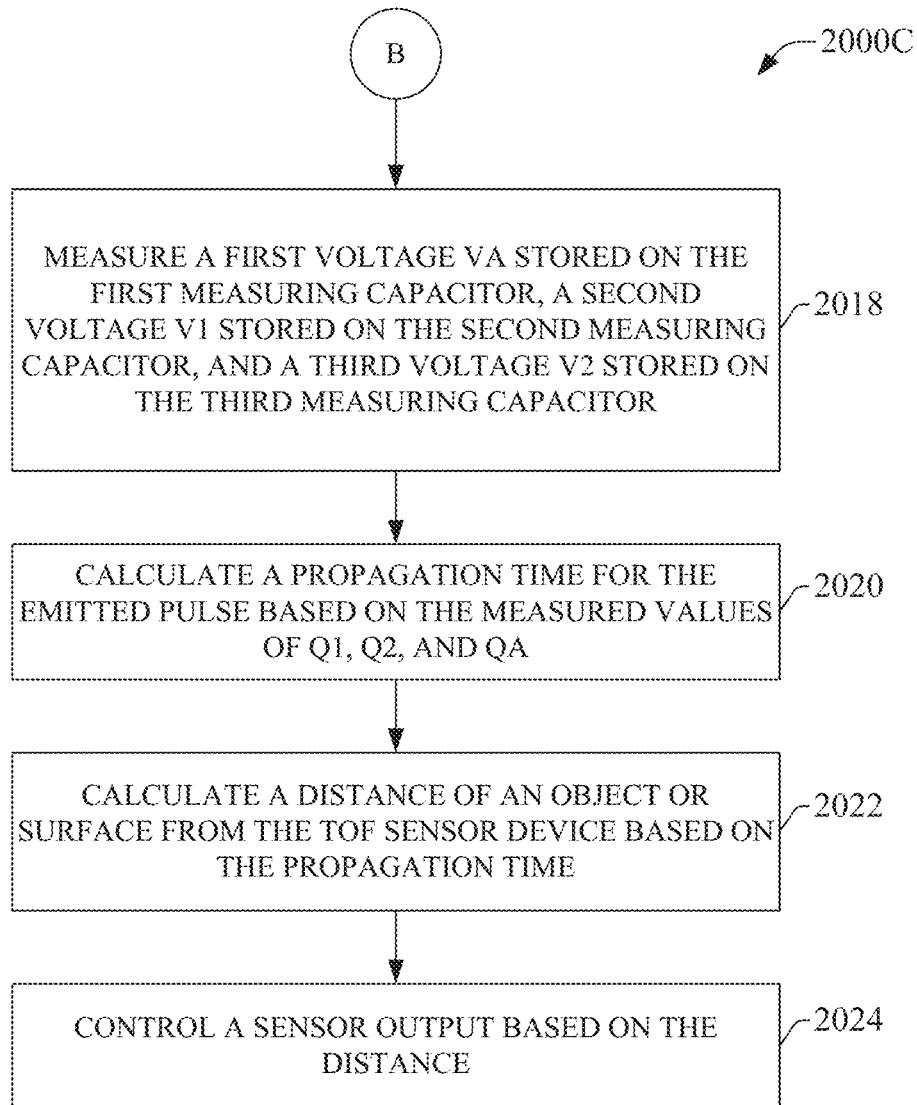 B
2000C
MEASURE A FIRST VOLTAGE VA STORED ON THE
FIRST MEASURING CAPACITOR, A SECOND
VOLTAGE V1 STORED ON THE SECOND MEASURING
CAPACITOR, AND A THIRD VOLTAGE V2 STORED ON
THE THIRD MEASURING CAPACITOR
2018
CALCULATE A PROPAGATION TIME FOR THE
EMITTED PULSE BASED ON THE MEASURED VALUES
OF Q1, Q2, AND QA
2020
CALCULATE A DISTANCE OF AN OBJECT OR
SURFACE FROM THE TOF SENSOR DEVICE BASED ON
THE PROPAGATION TIME
2022
CONTROL A SENSOR OUTPUT BASED ON THE
DISTANCE
2024